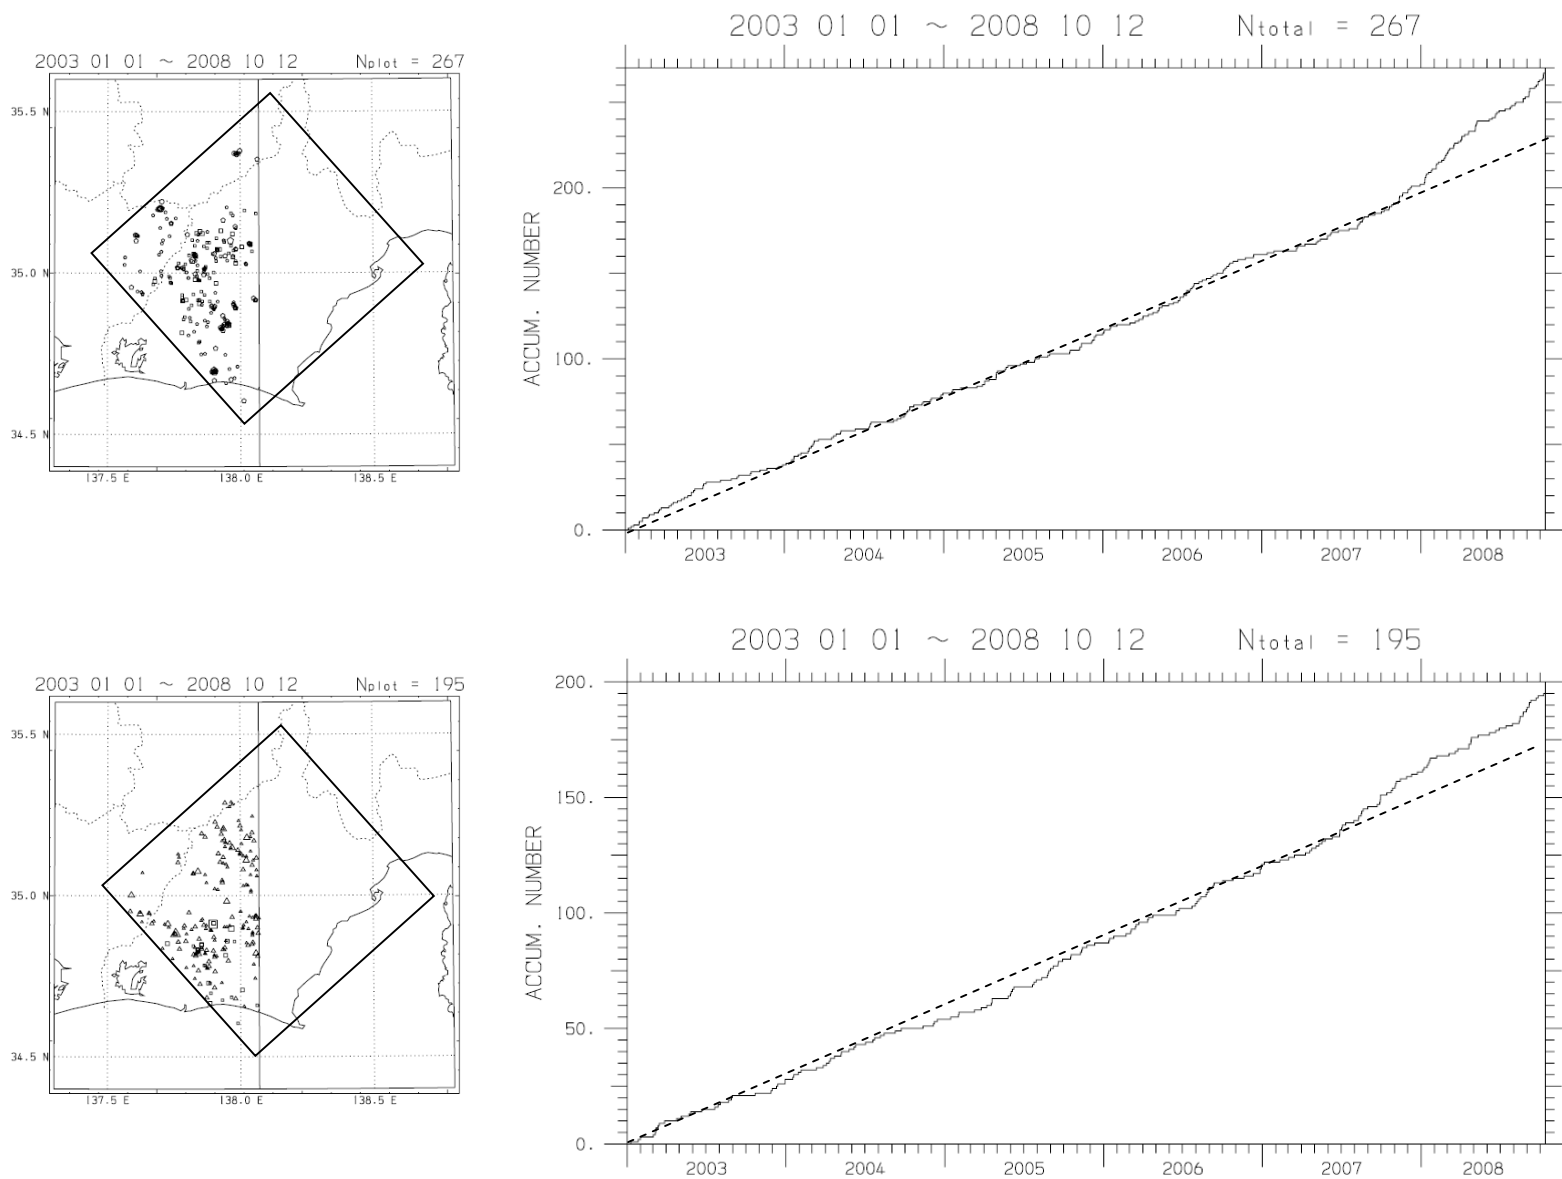 2003 01 01 ~ 2008 10 12 Ntotal = 267
2003 01 01 ~ 2008 10 12 Nplot = 267
35.5 N
35.0 N
34.5 N
137.5 E 138.0 E 138.5 E
ACCUM. NUMBER
200.
100.
0.
2003 2004 2005 2006 2007 2008
2003 01 01 ~ 2008 10 12 Ntotal = 195
2003 01 01 ~ 2008 10 12 Nplot = 195
35.5 N
35.0 N
34.5 N
137.5 E 138.0 E 138.5 E
ACCUM. NUMBER
200.
150.
100.
50.
0.
2003 2004 2005 2006 2007 2008